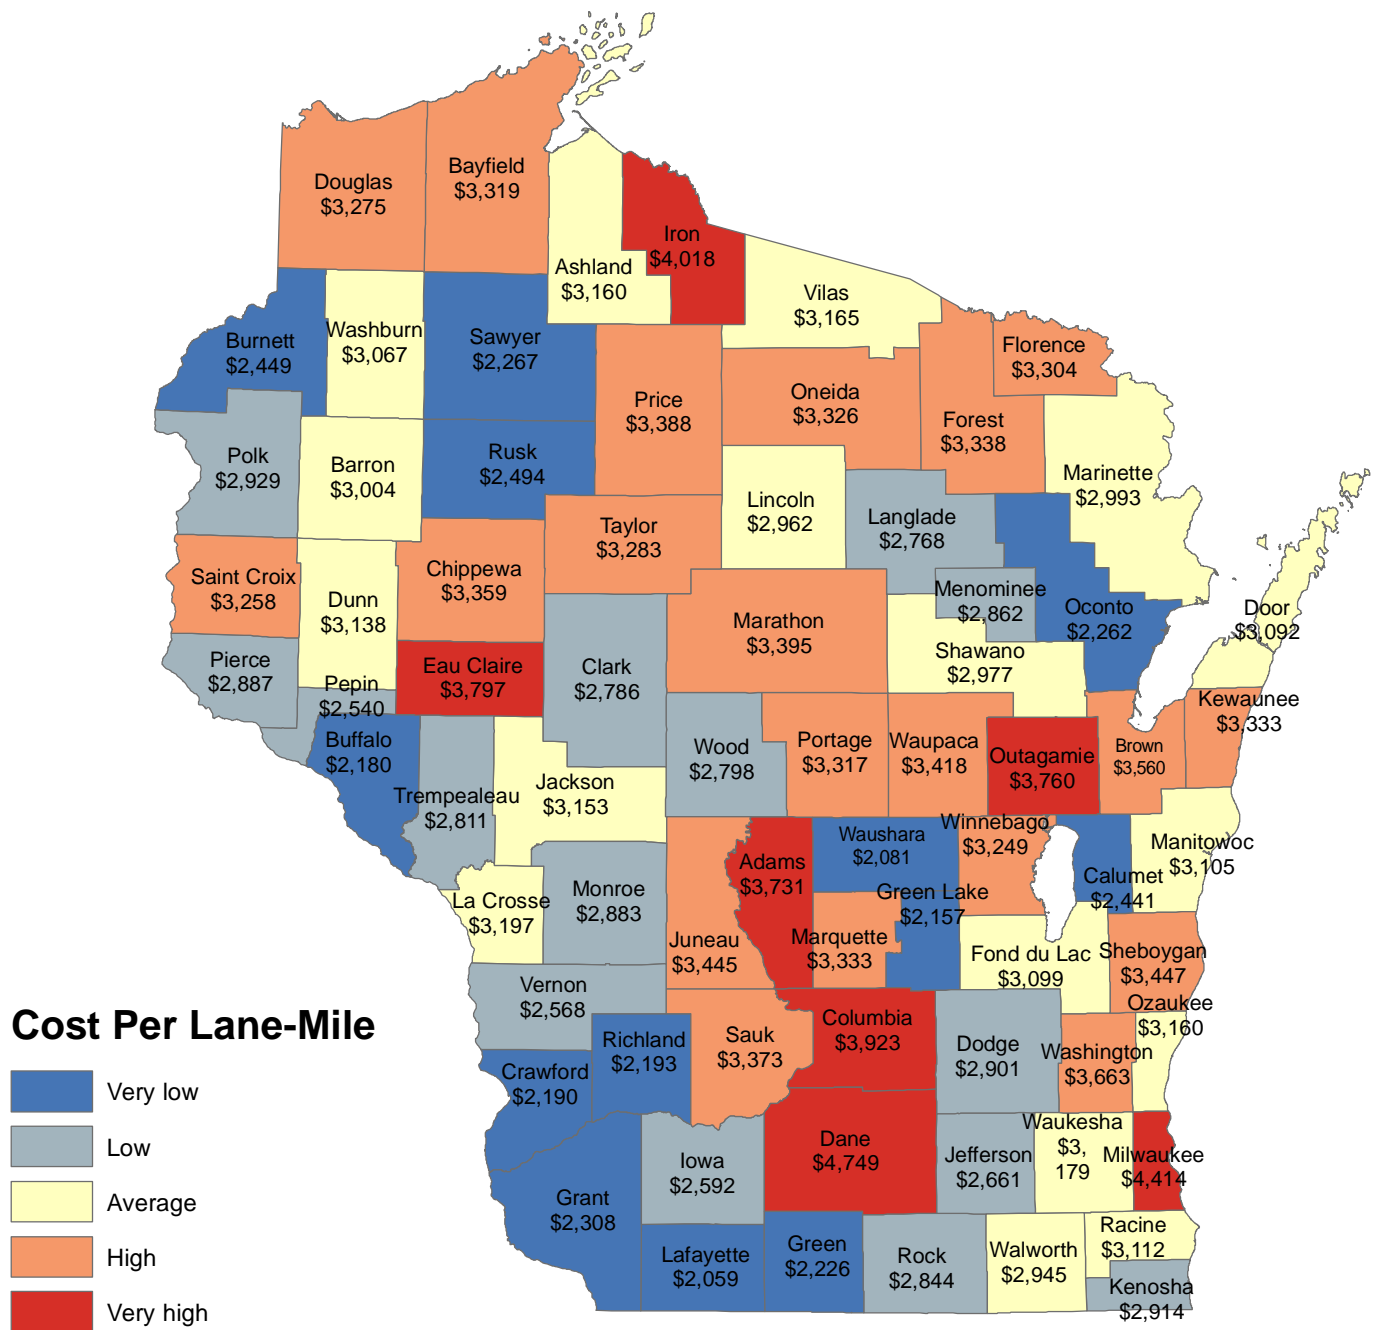 Bayfield
$3,319
Douglas
$3,275
Iron
$4,018
Ashland
$3,160
Vilas
$3,165
Burnett
$2,449
Washburn
$3,067
Sawyer
$2,267
Florence
$3,304
Price
$3,388
Oneida
$3,326
Forest
$3,338
Polk
$2,929
Barron
$3,004
Rusk
$2,494
Marinette
$2,993
Lincoln
$2,962
Langlade
$2,768
Taylor
$3,283
Chippewa
$3,359
Saint Croix
$3,258
Dunn
$3,138
Menominee
$2,862
Oconto
$2,262
Door
$3,092
Marathon
$3,395
Shawano
$2,977
Pierce
$2,887
Eau Claire
$3,797
Clark
$2,786
Pepin
$2,540
Kewaunee
$3,333
Buffalo
$2,180
Wood
$2,798
Portage
$3,317
Waupaca
$3,418
Outagamie
$3,760
Brown
$3,560
Trempealeau
$2,811
Jackson
$3,153
Waushara
$2,081
Winnebago
$3,249
Manitowoc
$3,105
Adams
$3,731
Calumet
$2,441
Green Lake
$2,157
La Crosse
$3,197
Monroe
$2,883
Juneau
$3,445
Marquette
$3,333
Fond du Lac
$3,099
Sheboygan
$3,447
Vernon
$2,568
Ozaukee
$3,160
Columbia
$3,923
Richland
$2,193
Sauk
$3,373
Dodge
$2,901
Washington
$3,663
Crawford
$2,190
Waukesha
$3,
179
Dane
$4,749
Iowa
$2,592
Jefferson
$2,661
Milwaukee
$4,414
Grant
$2,308
Lafayette
$2,059
Green
$2,226
Rock
$2,844
Walworth
$2,945
Racine
$3,112
Kenosha
$2,914
Cost Per Lane-Mile
Very low
Low
Average
High
Very high